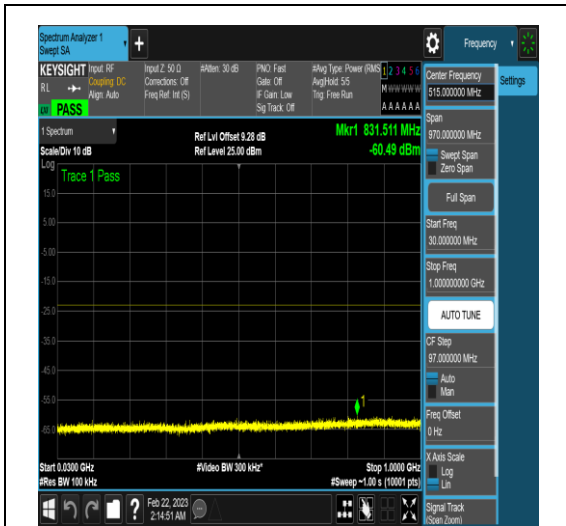 Spectrum Analyzer 1
Swept SA
Frequency
KEYSIGHT
RL
PASS
Input: RF
Coupling: DC
Align: Auto
Input Z: 50 Ω
Corrections: Off
Freq Ref: Int (S)
#Atten: 30 dB
PNO: Fast
Gate: Off
IF Gain: Low
Sig Track: Off
#Avg Type: Power (RMS
Avg|Hold: 5/5
Trig: Free Run
1 2 3 4 5 6
M W W W W W
A A A A A A
1 Spectrum
Scale/Div 10 dB
Ref Lvl Offset 9.28 dB
Ref Level 25.00 dBm
Mkr1 831.511 MHz
-60.49 dBm
Log
Trace 1 Pass
15.0
5.00
-5.00
-15.0
-25.0
-35.0
-45.0
-55.0
-65.0
1
Start 0.0300 GHz
#Res BW 100 kHz
#Video BW 300 kHz*
Stop 1.0000 GHz
#Sweep ~1.00 s (10001 pts)
Feb 22, 2023
2:14:51 AM
Center Frequency
515.000000 MHz
Settings
Span
970.000000 MHz
Swept Span
Zero Span
Full Span
Start Freq
30.000000 MHz
Stop Freq
1.000000000 GHz
AUTO TUNE
CF Step
97.000000 MHz
Auto
Man
Freq Offset
0 Hz
X Axis Scale
Log
Lin
Signal Track
(Span Zoom)